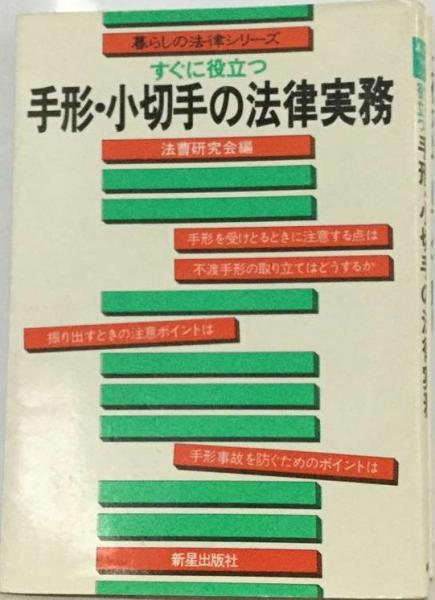 暮らしの法律シリーズ
すぐに役立つ
手形・小切手の法律実務
法曹研究会編
手形を受けとるときに注意する点は
不渡手形の取り立てはどうするか
振り出すときの注意ポイントは
手形事故を防ぐためのポイントは
新星出版社